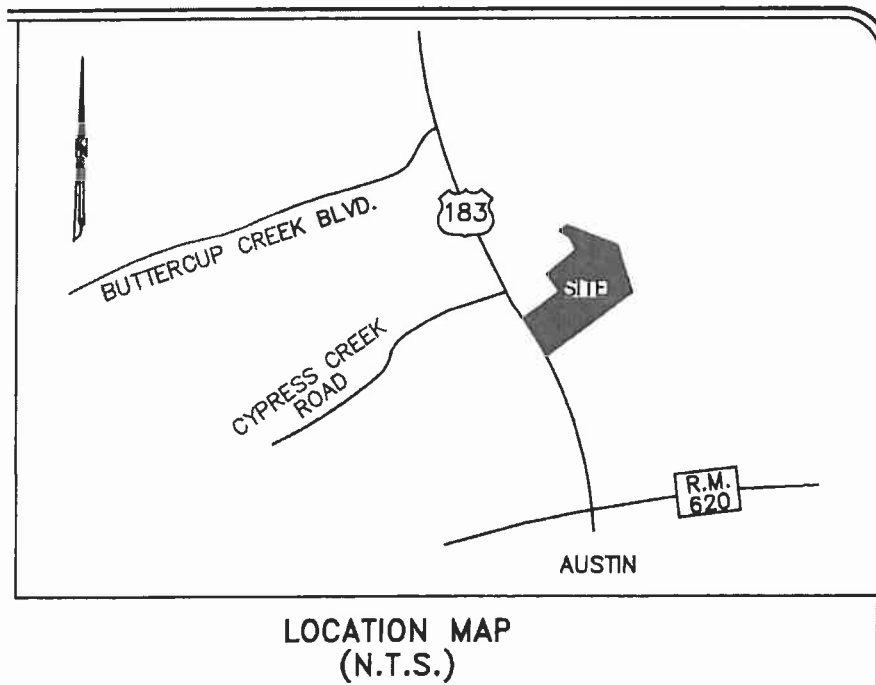 183
BUTTERCUP CREEK BLVD.
SITE
CYPRESS CREEK
ROAD
R.M.
620
AUSTIN
LOCATION MAP
(N.T.S.)